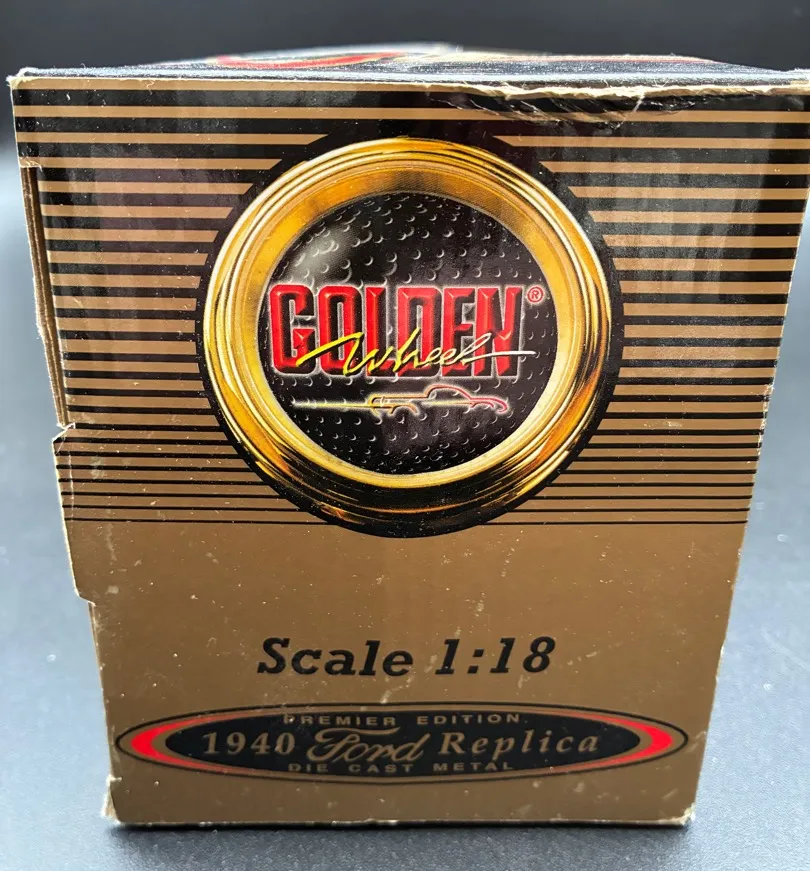 GOLDEN®
Wheel
Scale 1:18
PREMIER EDITION
1940 Ford Replica
DIE CAST METAL